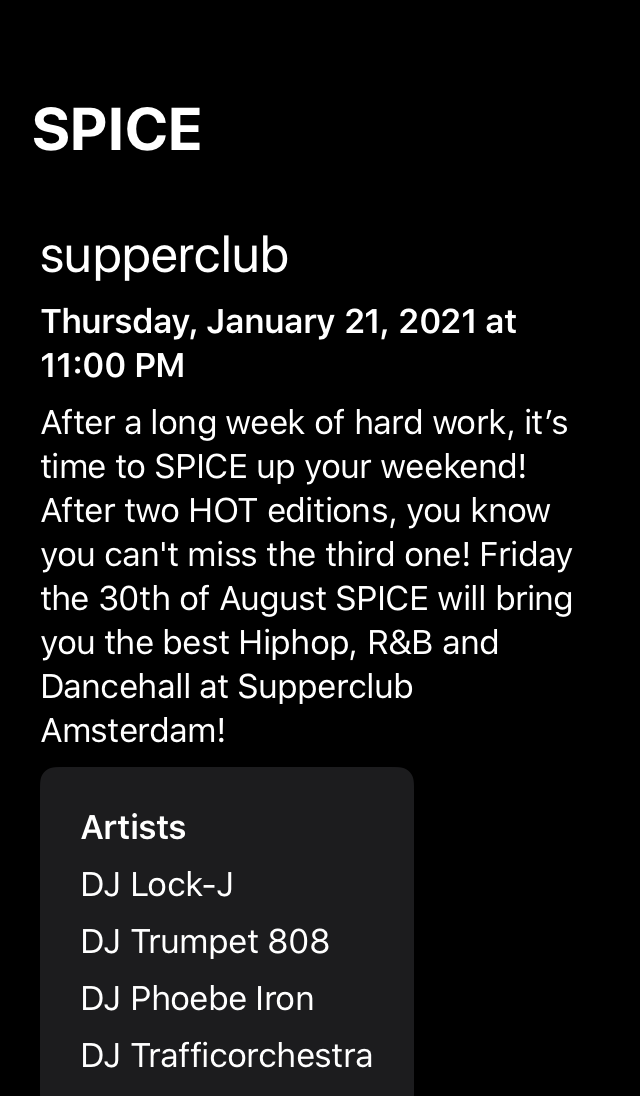 SPICE
supperclub
Thursday, January 21, 2021 at
11:00 PM
After a long week of hard work, it’s
time to SPICE up your weekend!
After two HOT editions, you know
you can't miss the third one! Friday
the 30th of August SPICE will bring
you the best Hiphop, R&B and
Dancehall at Supperclub
Amsterdam!
Artists
DJ Lock-J
DJ Trumpet 808
DJ Phoebe Iron
DJ Trafficorchestra